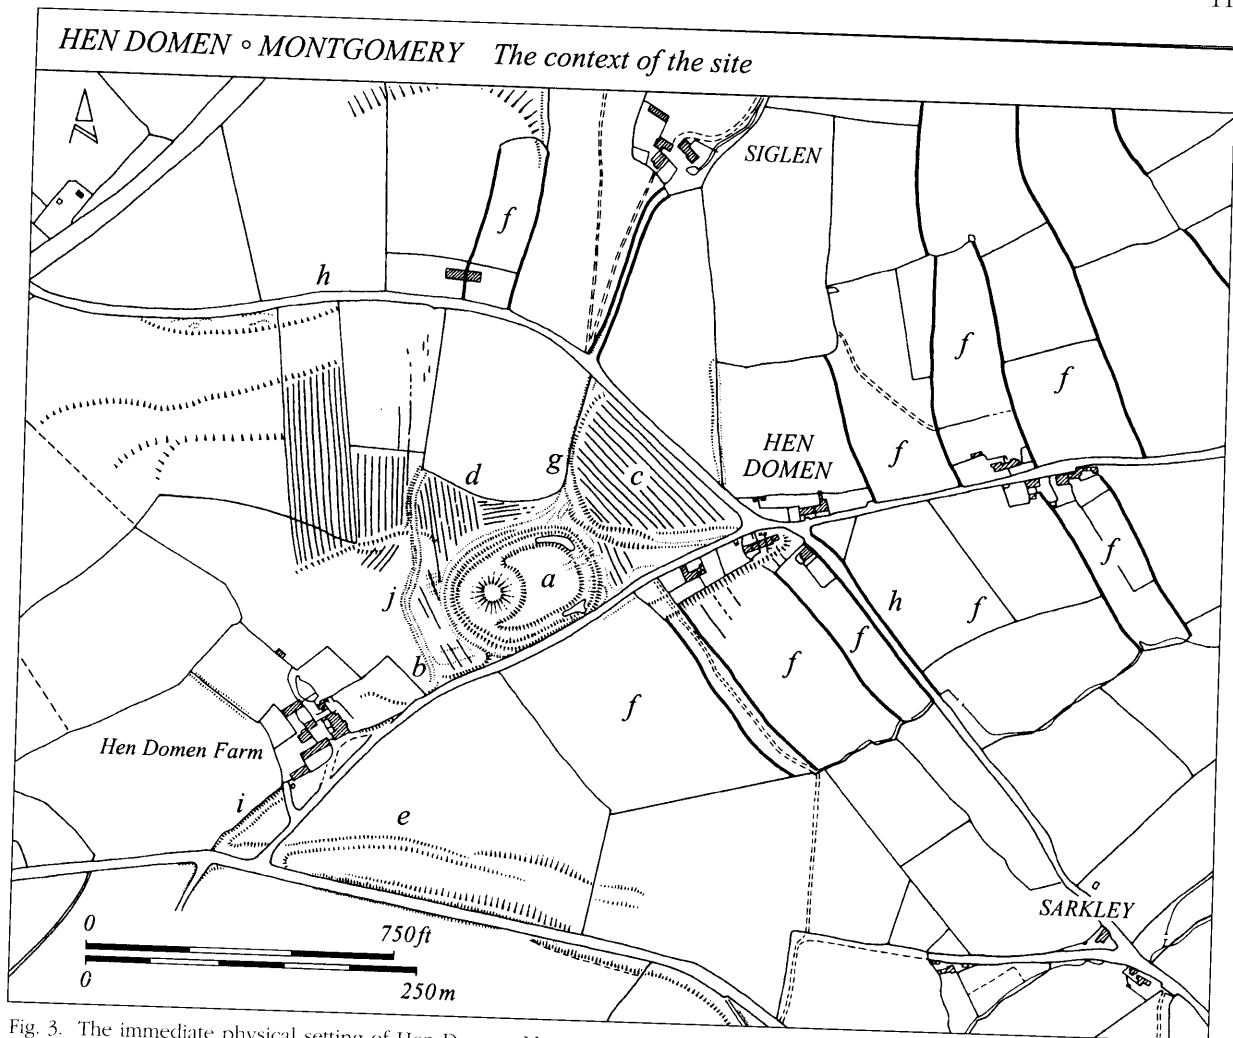 HEN DOMEN ∘ MONTGOMERY The context of the site
SIGLEN
f
h
f
f
HEN DOMEN
f
g
d
c
a
j
h
f
f
f
f
b
f
Hen Domen Farm
i
e
SARKLEY
0 750ft
0 250m
Fig. 3. The immediate physical setting of Hen